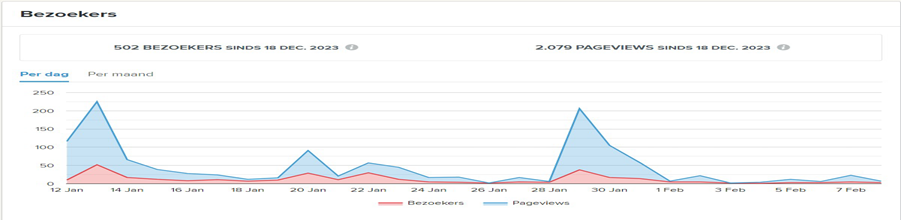 Bezoekers
502 BEZOEKERS SINDS 18 DEC. 2023 i
2.079 PAGEVIEWS SINDS 18 DEC. 2023 i
Per dag Per maand
250
200
150
100
50
0
12 Jan 14 Jan 16 Jan 18 Jan 20 Jan 22 Jan 24 Jan 26 Jan 28 Jan 30 Jan 1 Feb 3 Feb 5 Feb 7 Feb
Bezoekers Pageviews